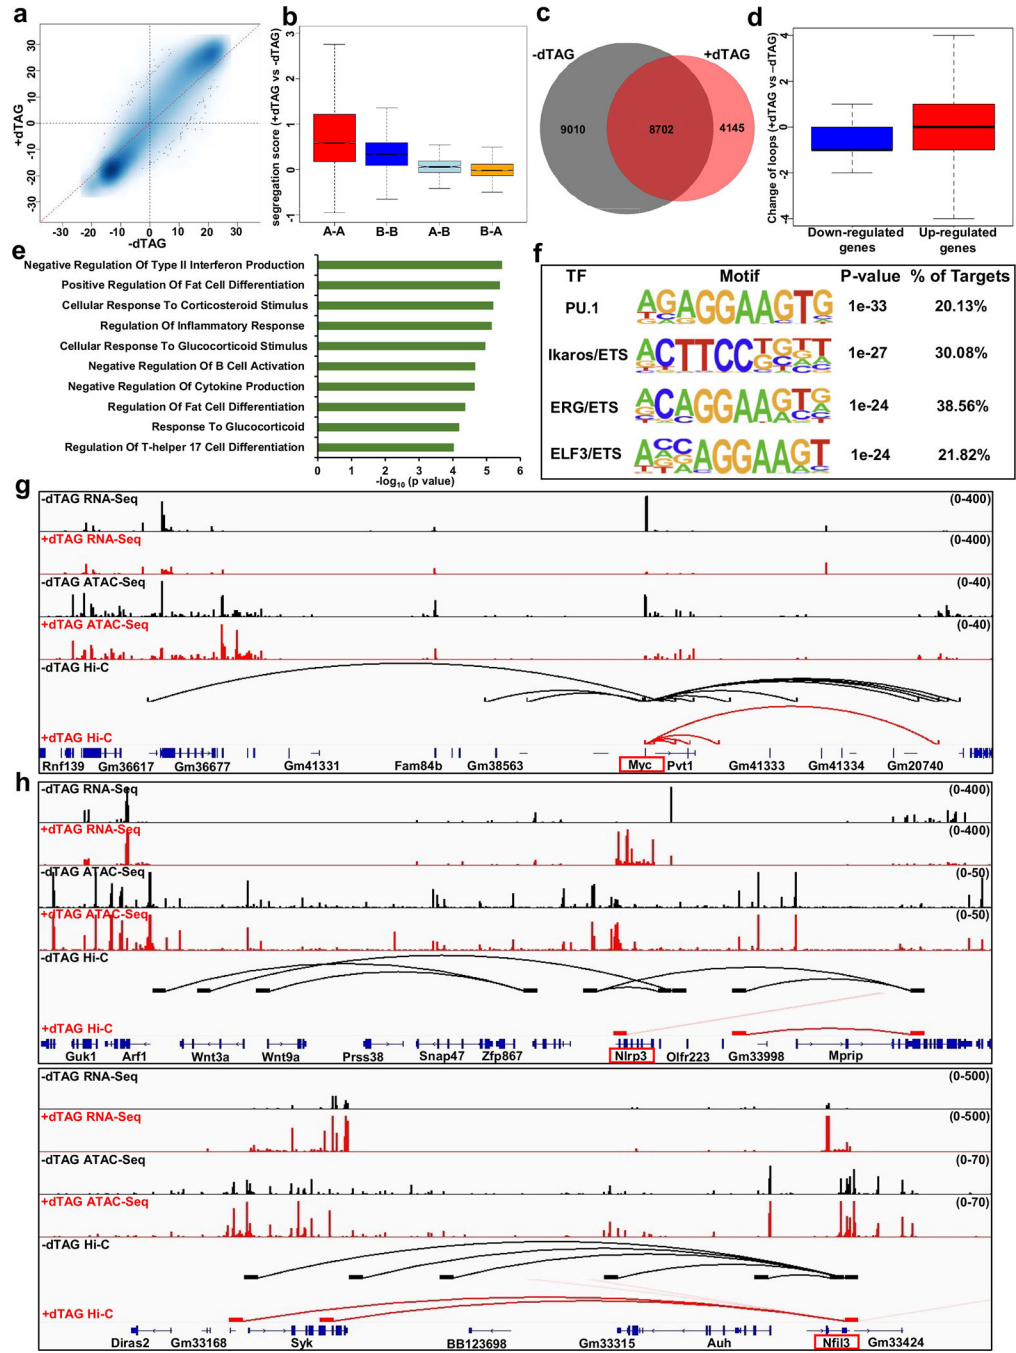 a
+dTAG
30
20
10
0
-10
-20
-30
-30 -20 -10 0 10 20 30
-dTAG
b
segregation score (+dTAG vs -dTAG)
3
2
1
0
-1
A-A B-B A-B B-A
c
-dTAG
+dTAG
9010 8702 4145
d
Change of loops (+dTAG vs –dTAG)
4
2
0
-2
-4
Down-regulated genes
Up-regulated genes
e
Negative Regulation Of Type II Interferon Production
Positive Regulation Of Fat Cell Differentiation
Cellular Response To Corticosteroid Stimulus
Regulation Of Inflammatory Response
Cellular Response To Glucocorticoid Stimulus
Negative Regulation Of B Cell Activation
Negative Regulation Of Cytokine Production
Regulation Of Fat Cell Differentiation
Response To Glucocorticoid
Regulation Of T-helper 17 Cell Differentiation
0 1 2 3 4 5 6
-log10 (p value)
f
TF Motif P-value % of Targets
PU.1 AGAGGAAGTG 1e-33 20.13%
Ikaros/ETS ACTTCCTGTT 1e-27 30.08%
ERG/ETS ACAGGAAGTG 1e-24 38.56%
ELF3/ETS ACCAGGAAGT 1e-24 21.82%
g
-dTAG RNA-Seq (0-400)
+dTAG RNA-Seq (0-400)
-dTAG ATAC-Seq (0-40)
+dTAG ATAC-Seq (0-40)
-dTAG Hi-C
+dTAG Hi-C
Rnf139 Gm36617 Gm36677 Gm41331 Fam84b Gm38563 Myc Pvt1 Gm41333 Gm41334 Gm20740
h
-dTAG RNA-Seq (0-400)
+dTAG RNA-Seq (0-400)
-dTAG ATAC-Seq (0-50)
+dTAG ATAC-Seq (0-50)
-dTAG Hi-C
+dTAG Hi-C
Guk1 Arf1 Wnt3a Wnt9a Prss38 Snap47 Zfp867 Nlrp3 Olfr223 Gm33998 Mprip
-dTAG RNA-Seq (0-500)
+dTAG RNA-Seq (0-500)
-dTAG ATAC-Seq (0-70)
+dTAG ATAC-Seq (0-70)
-dTAG Hi-C
+dTAG Hi-C
Diras2 Gm33168 Syk BB123698 Gm33315 Auh Nfil3 Gm33424